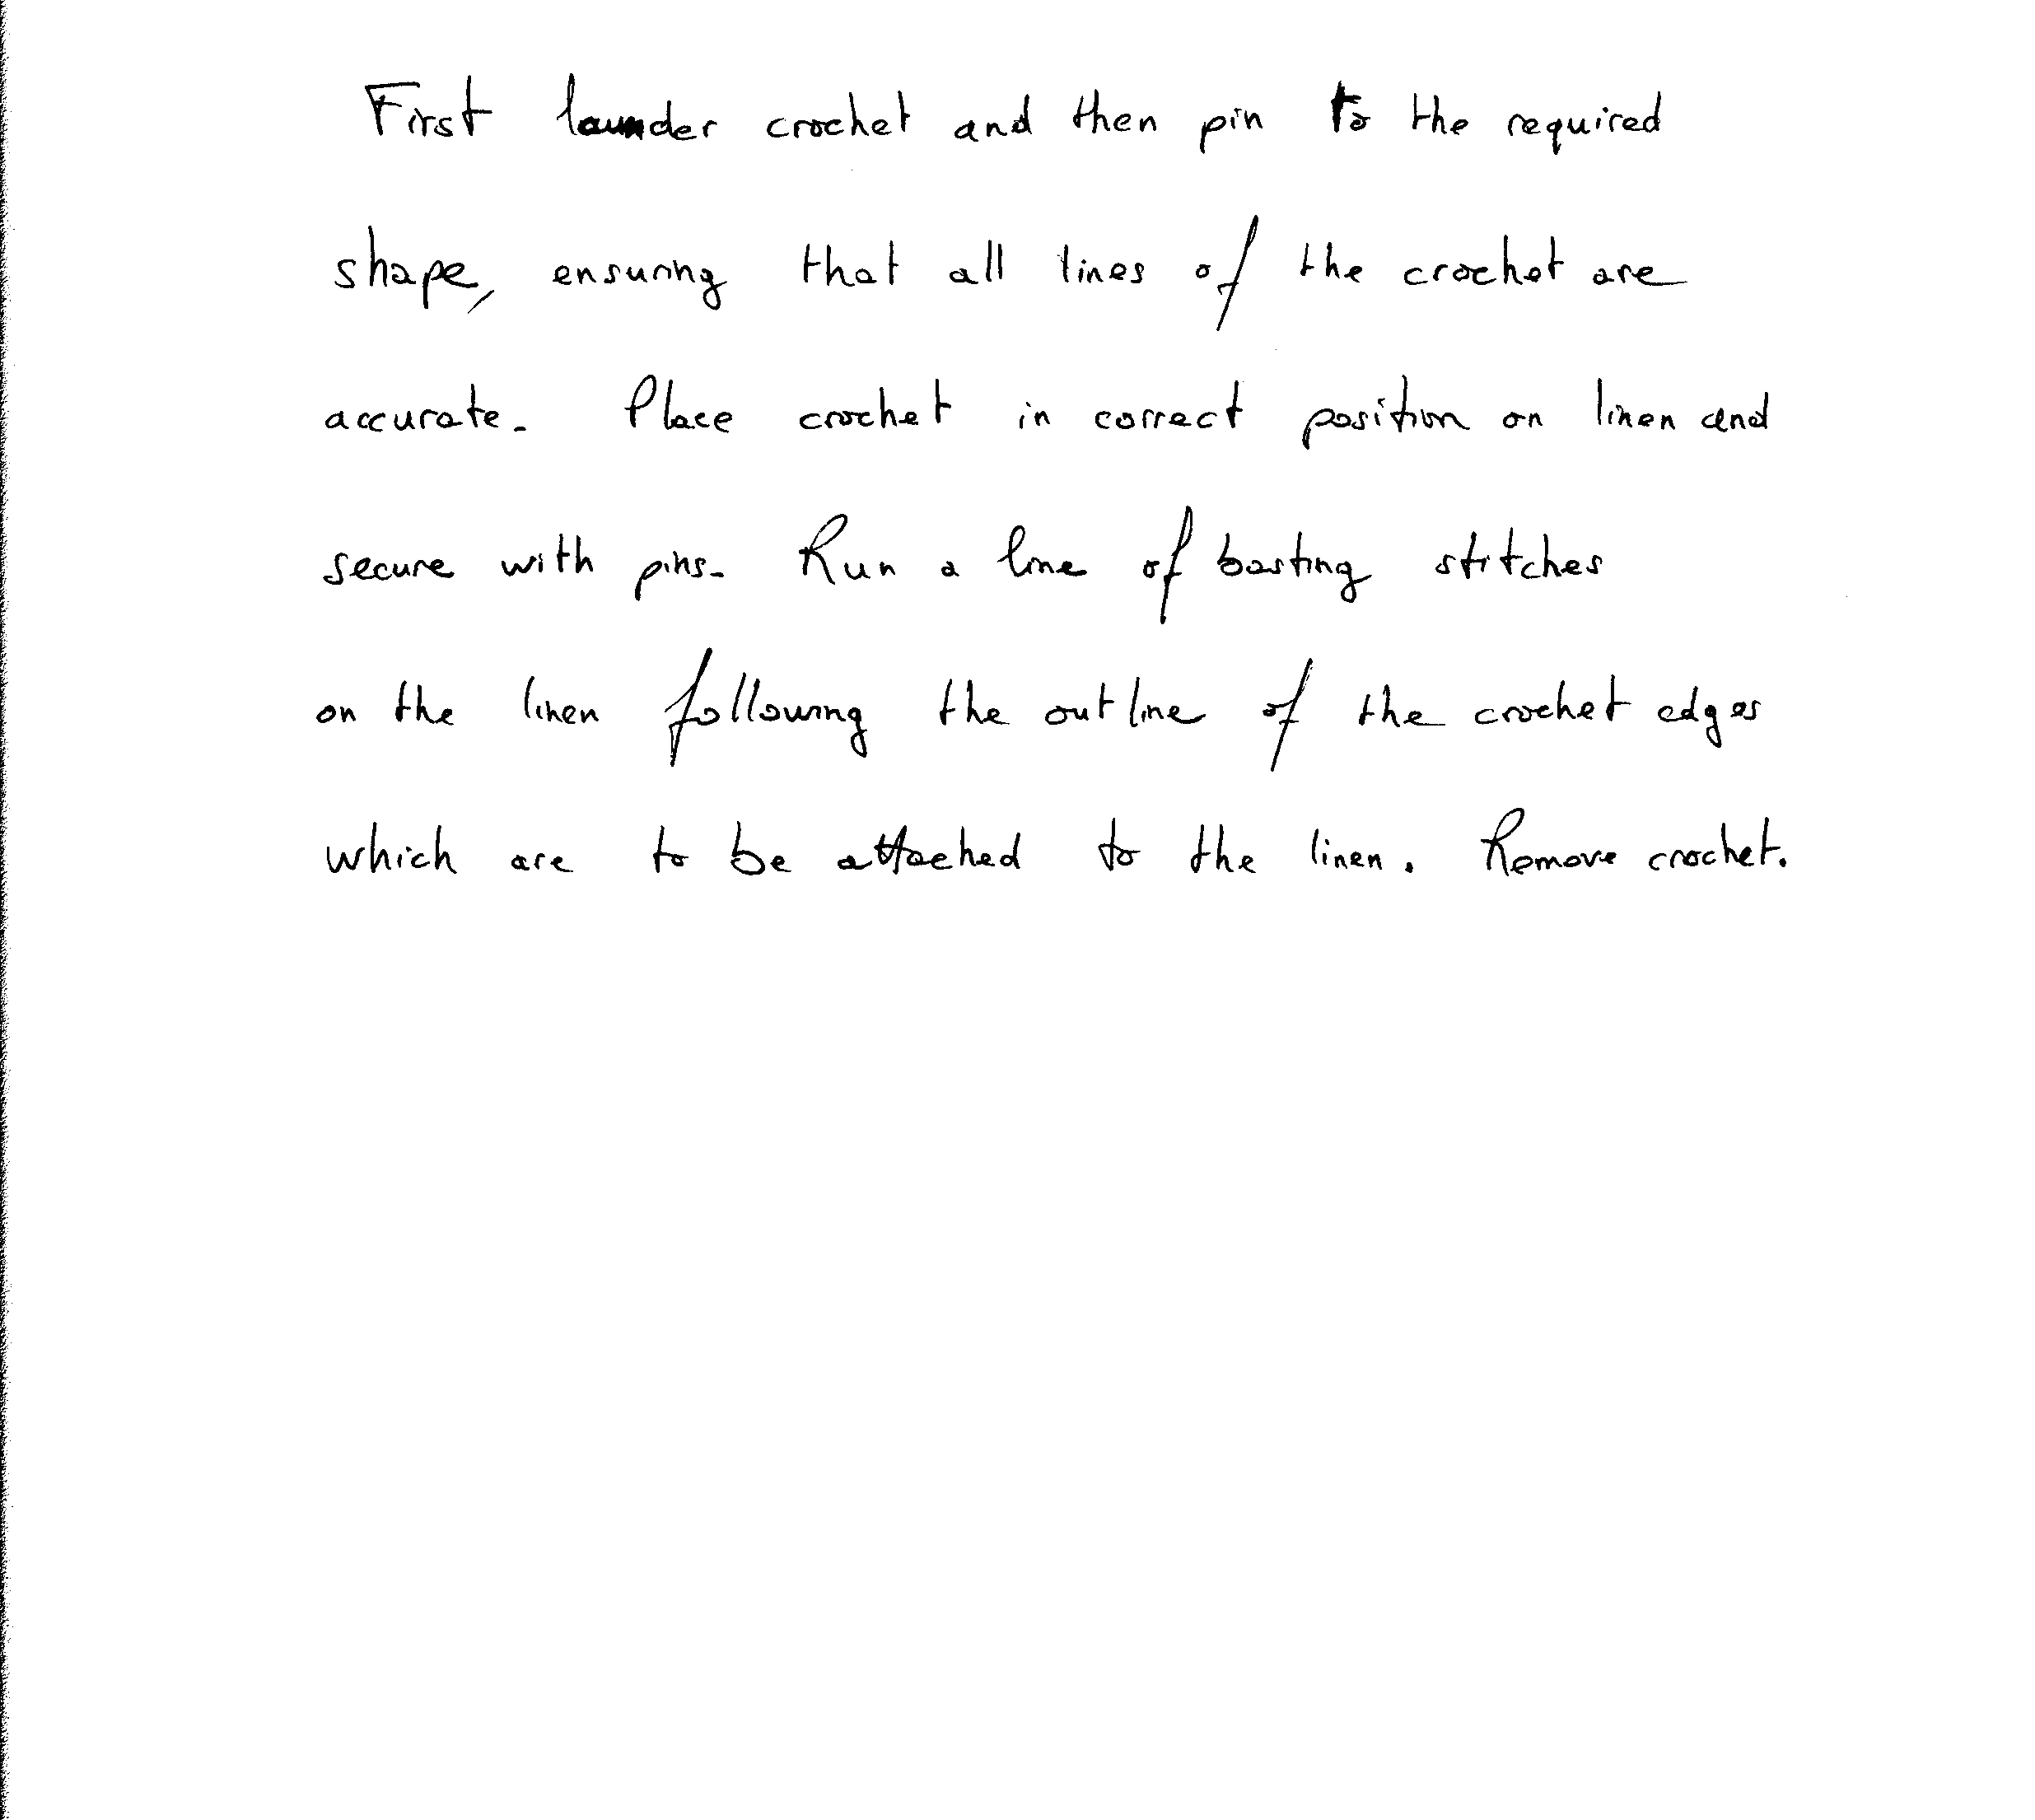 First launder crochet and then pin to the required
shape, ensuring that all lines of the crochet are
accurate. Place crochet in correct position on linen and
secure with pins. Run a line of basting stitches
on the linen following the outline of the crochet edges
which are to be attached to the linen. Remove crochet.